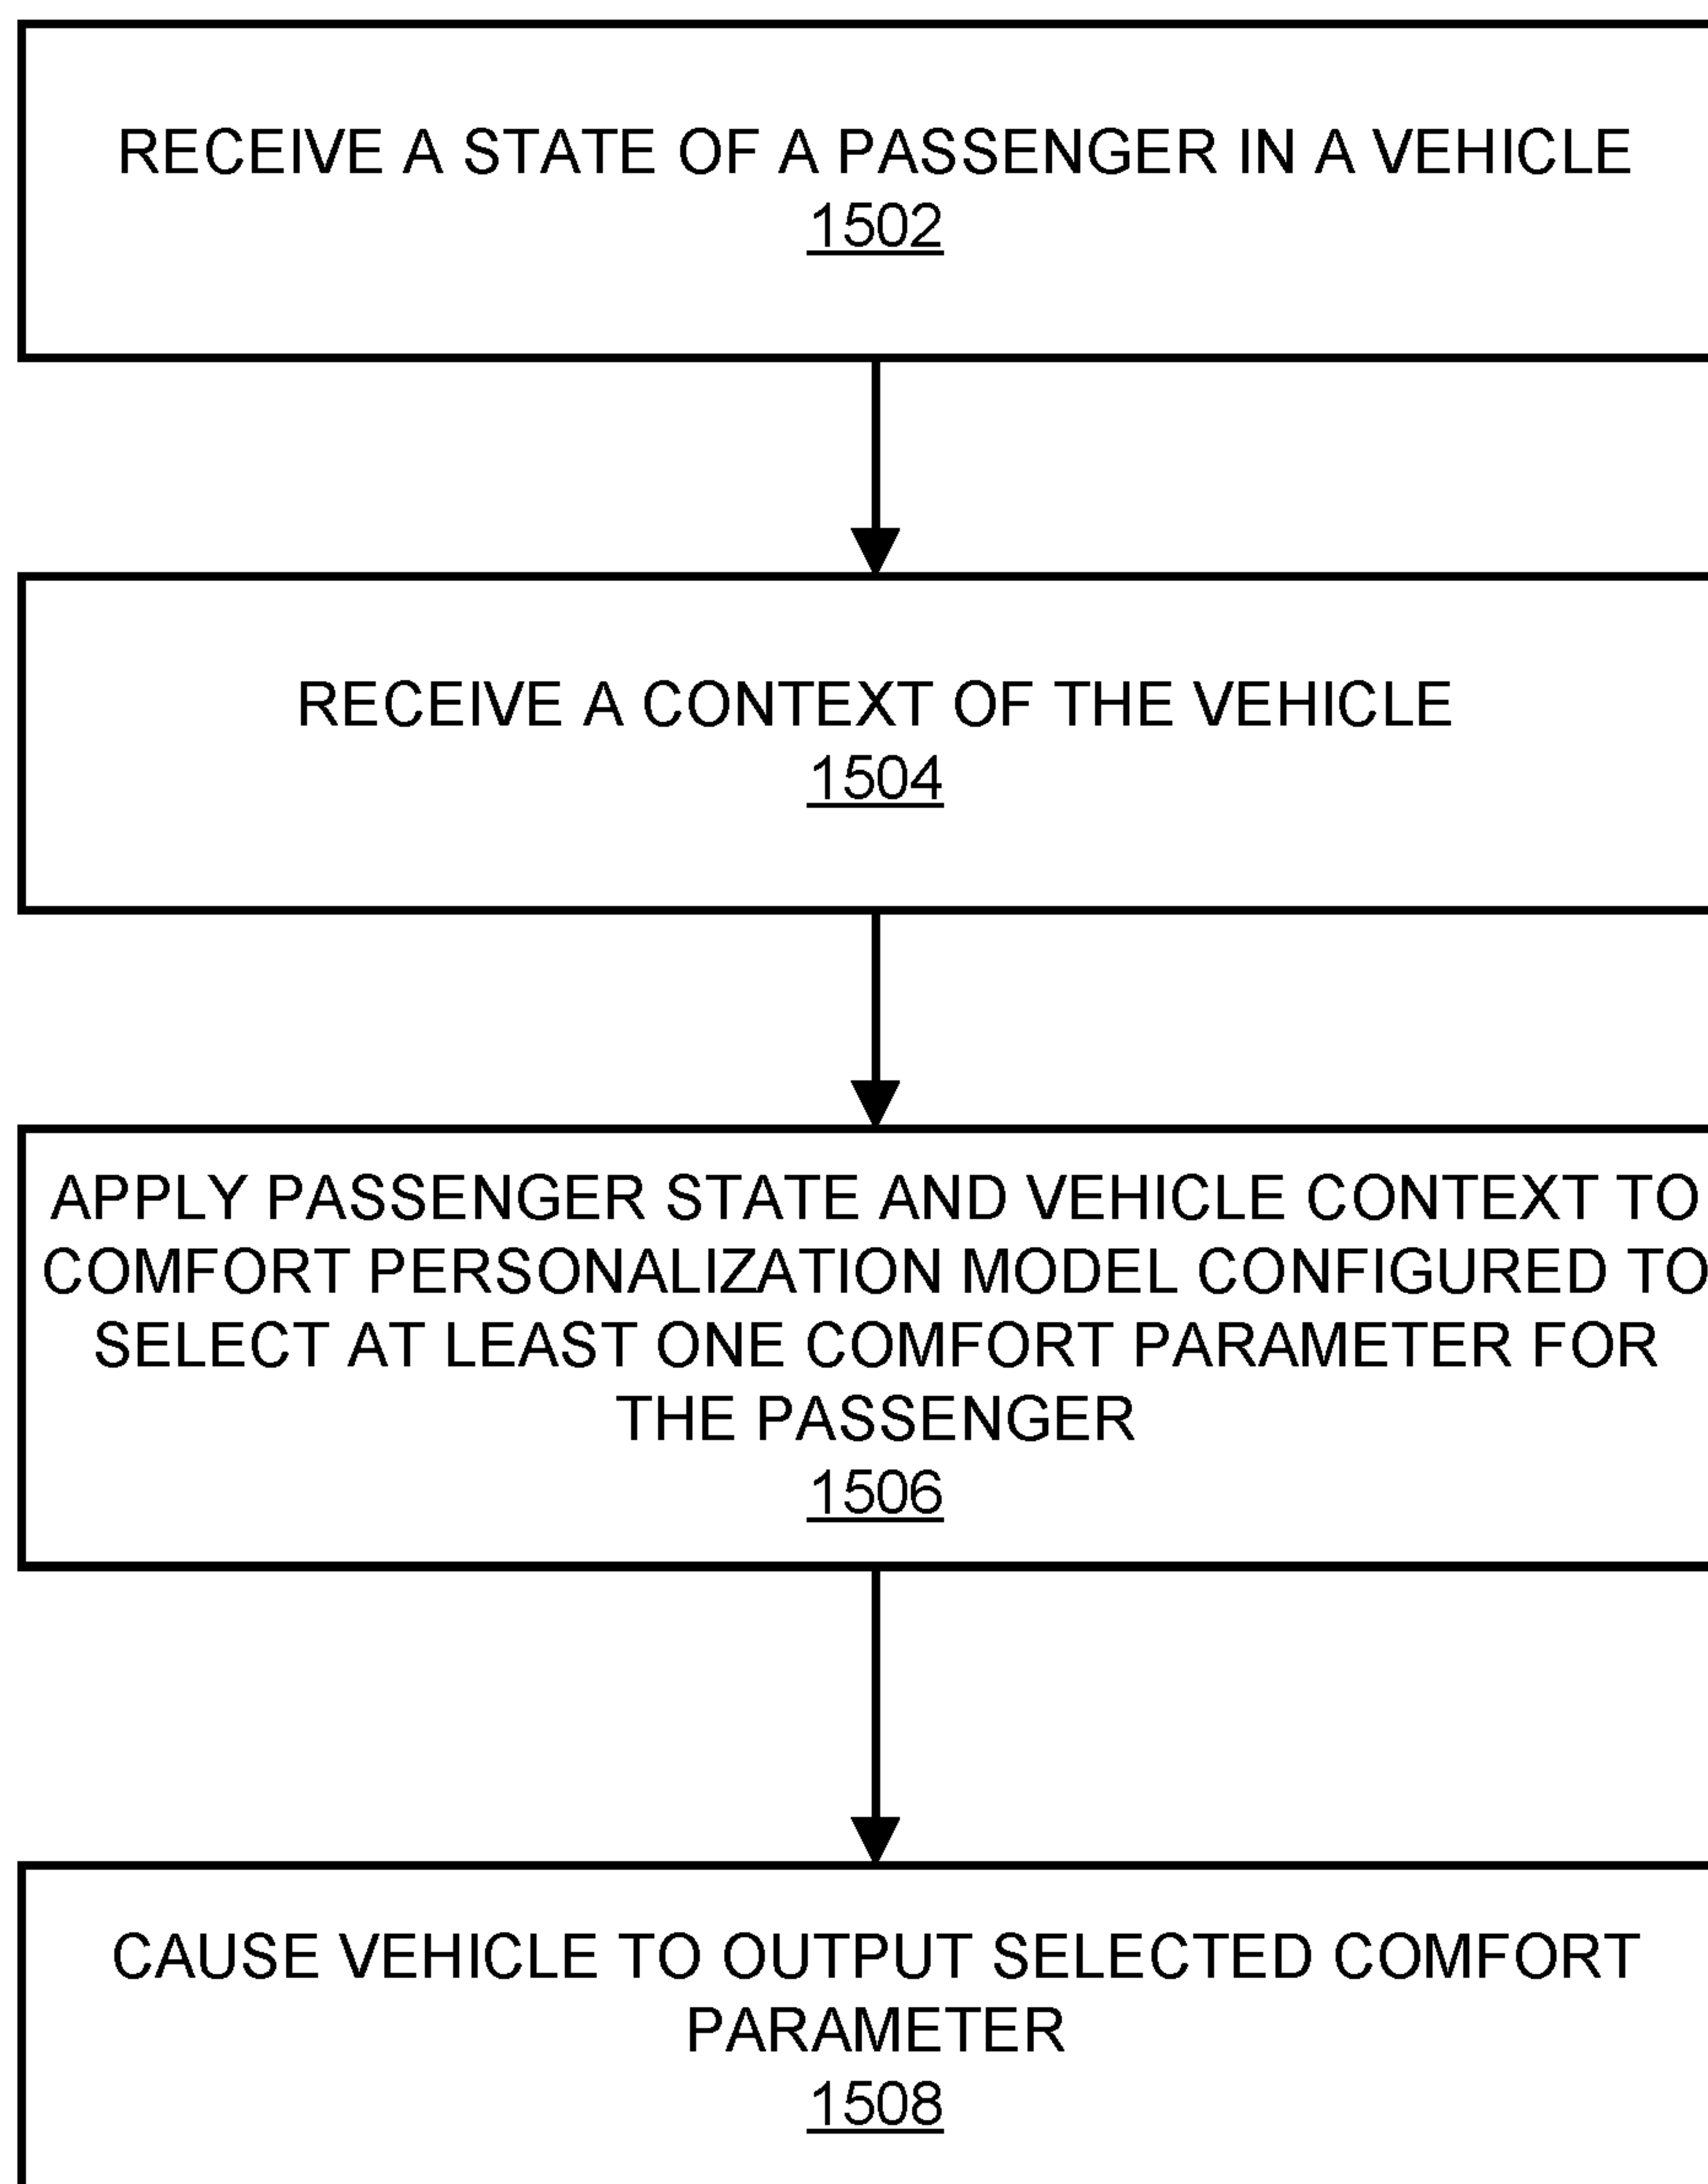 RECEIVE A STATE OF A PASSENGER IN A VEHICLE
1502
RECEIVE A CONTEXT OF THE VEHICLE
1504
APPLY PASSENGER STATE AND VEHICLE CONTEXT TO
COMFORT PERSONALIZATION MODEL CONFIGURED TO
SELECT AT LEAST ONE COMFORT PARAMETER FOR
THE PASSENGER
1506
CAUSE VEHICLE TO OUTPUT SELECTED COMFORT
PARAMETER
1508